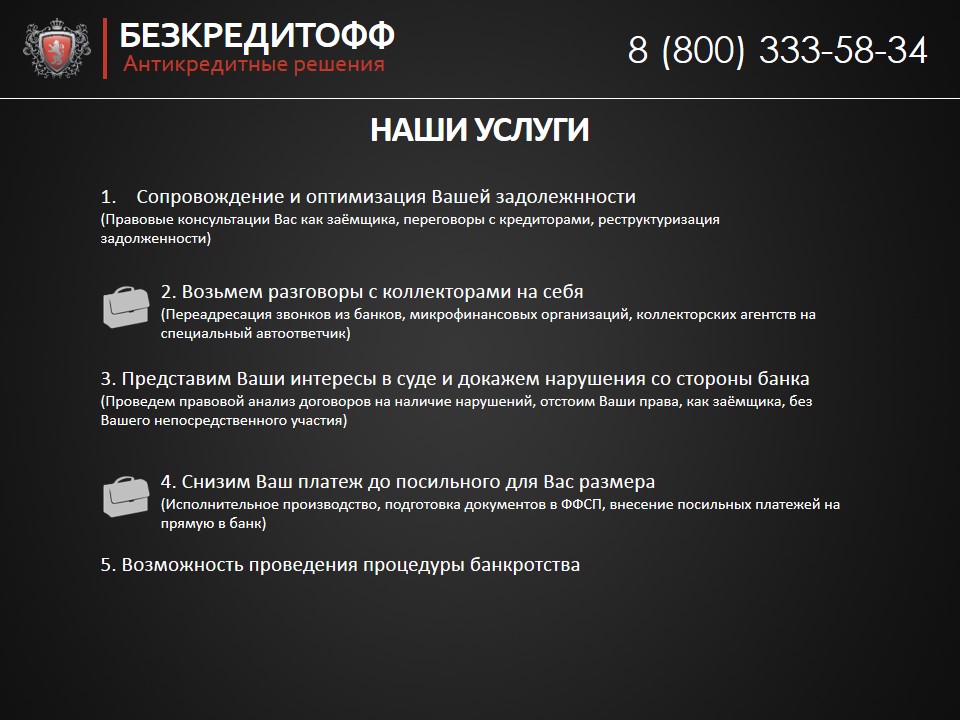 БЕЗКРЕДИТОФФ
Антикредитные решения
8 (800) 333-58-34
НАШИ УСЛУГИ
1. Сопровождение и оптимизация Вашей задолежнности
(Правовые консультации Вас как заёмщика, переговоры с кредиторами, реструктуризация
задолженности)
2. Возьмем разговоры с коллекторами на себя
(Переадресация звонков из банков, микрофинансовых организаций, коллекторских агентств на
специальный автоответчик)
3. Представим Ваши интересы в суде и докажем нарушения со стороны банка
(Проведем правовой анализ договоров на наличие нарушений, отстоим Ваши права, как заёмщика, без
Вашего непосредственного участия)
4. Снизим Ваш платеж до посильного для Вас размера
(Исполнительное производство, подготовка документов в ФФСП, внесение посильных платежей на
прямую в банк)
5. Возможность проведения процедуры банкротства